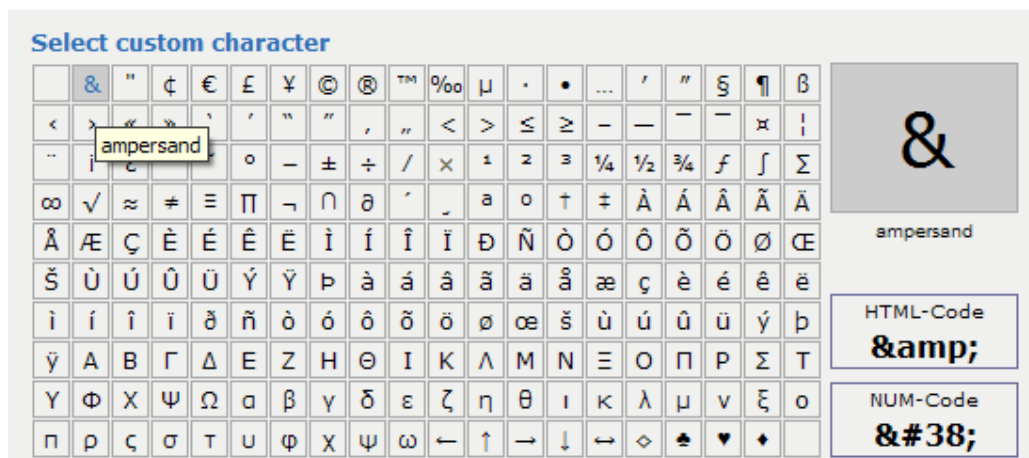 Select custom character
& " ¢ € £ ¥ © ® ™ ‰ µ · • … ′ ″ § ¶ ß
‹ › « » ‘ ’ “ ” ‚ „ < > ≤ ≥ – — ¯ ‾ ¤ ¦
ampersand
¨ ¡ ¿ ° − ± ÷ ⁄ × ¹ ² ³ ¼ ½ ¾ ƒ ∫ ∑
∞ √ ≈ ≠ ≡ ∏ ¬ ∩ ∂ ´ ¸ ª º † ‡ À Á Â Ã Ä
Å Æ Ç È É Ê Ë Ì Í Î Ï Ð Ñ Ò Ó Ô Õ Ö Ø Œ
Š Ù Ú Û Ü Ý Ÿ Þ à á â ã ä å æ ç è é ê ë
ì í î ï ð ñ ò ó ô õ ö ø œ š ù ú û ü ý þ
ÿ Α Β Γ Δ Ε Ζ Η Θ Ι Κ Λ Μ Ν Ξ Ο Π Ρ Σ Τ
Υ Φ Χ Ψ Ω α β γ δ ε ζ η θ ι κ λ μ ν ξ ο
π ρ ς σ τ υ φ χ ψ ω ← ↑ → ↓ ↔ ◊ ♣ ♥ ♦
&
ampersand
HTML-Code
&amp;
NUM-Code
&#38;